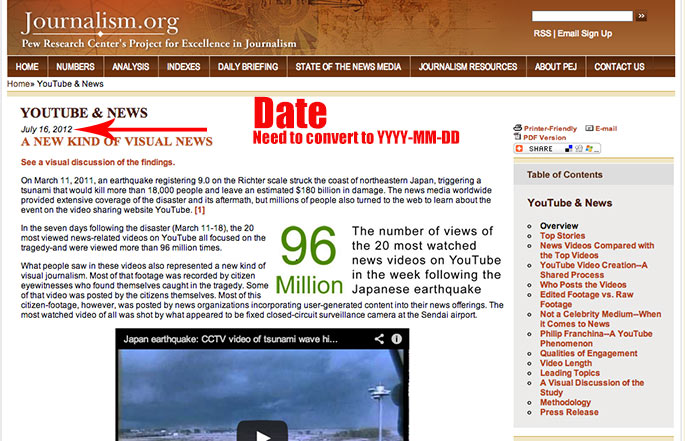 Journalism.org
Pew Research Center's Project for Excellence in Journalism
RSS | Email Sign Up
HOME NUMBERS ANALYSIS INDEXES DAILY BRIEFING STATE OF THE NEWS MEDIA JOURNALISM RESOURCES ABOUT PEJ CONTACT US
Home» YouTube & News
YOUTUBE & NEWS
July 16, 2012
A NEW KIND OF VISUAL NEWS
Date
Need to convert to YYYY-MM-DD
See a visual discussion of the findings.
On March 11, 2011, an earthquake registering 9.0 on the Richter scale struck the coast of northeastern Japan, triggering a
tsunami that would kill more than 18,000 people and leave an estimated $180 billion in damage. The news media worldwide
provided extensive coverage of the disaster and its aftermath, but millions of people also turned to the web to learn about the
event on the video sharing website YouTube. [1]
In the seven days following the disaster (March 11-18), the 20
most viewed news-related videos on YouTube all focused on the
tragedy-and were viewed more than 96 million times.
96
Million
The number of views of
the 20 most watched
news videos on YouTube
in the week following the
Japanese earthquake
What people saw in these videos also represented a new kind of
visual journalism. Most of that footage was recorded by citizen
eyewitnesses who found themselves caught in the tragedy. Some
of that video was posted by the citizens themselves. Most of this
citizen-footage, however, was posted by news organizations incorporating user-generated content into their news offerings. The
most watched video of all was shot by what appeared to be fixed closed-circuit surveillance camera at the Sendai airport.
Japan earthquake: CCTV video of tsunami wave hi...
Printer-Friendly E-mail
PDF Version
SHARE
Table of Contents
YouTube & News
Overview
Top Stories
News Videos Compared with
the Top Videos
YouTube Video Creation--A
Shared Process
Who Posts the Videos
Edited Footage vs. Raw
Footage
Not a Celebrity Medium--When
it Comes to News
Philip Franchina--A YouTube
Phenomenon
Qualities of Engagement
Video Length
Leading Topics
A Visual Discussion of the
Study
Methodology
Press Release